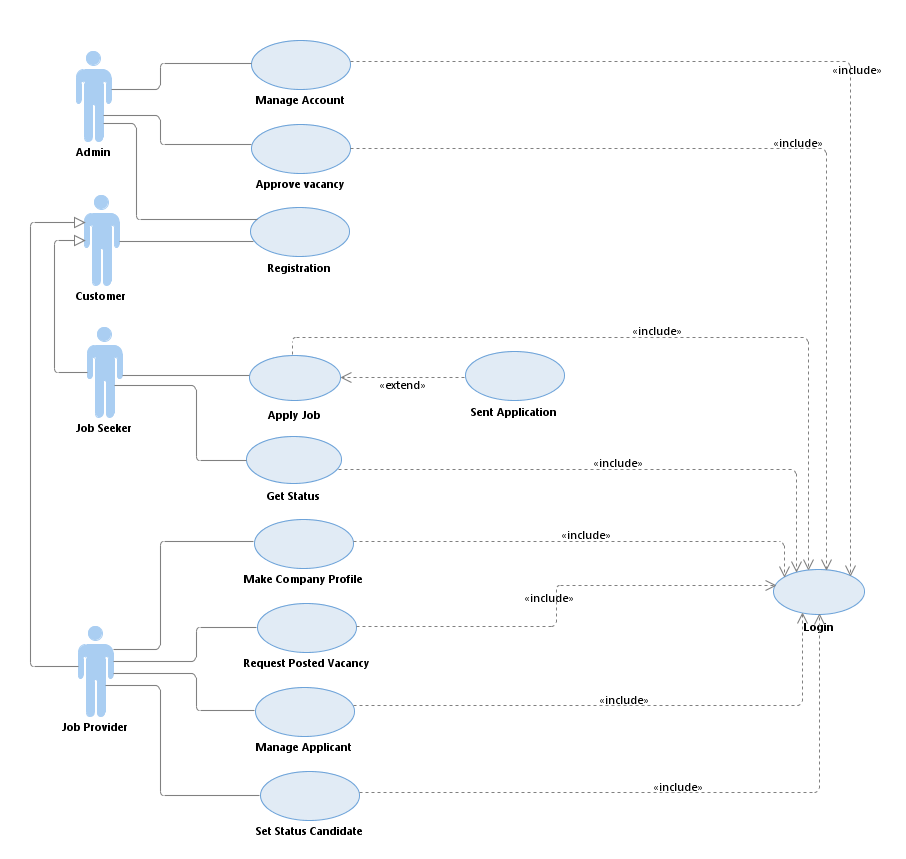 «include»
Manage Account
«include»
Admin
Approve vacancy
Registration
Customer
«include»
«extend»
Apply Job
Sent Application
Job Seeker
«include»
Get Status
«include»
Make Company Profile
«include»
Login
Request Posted Vacancy
«include»
Job Provider
Manage Applicant
«include»
Set Status Candidate